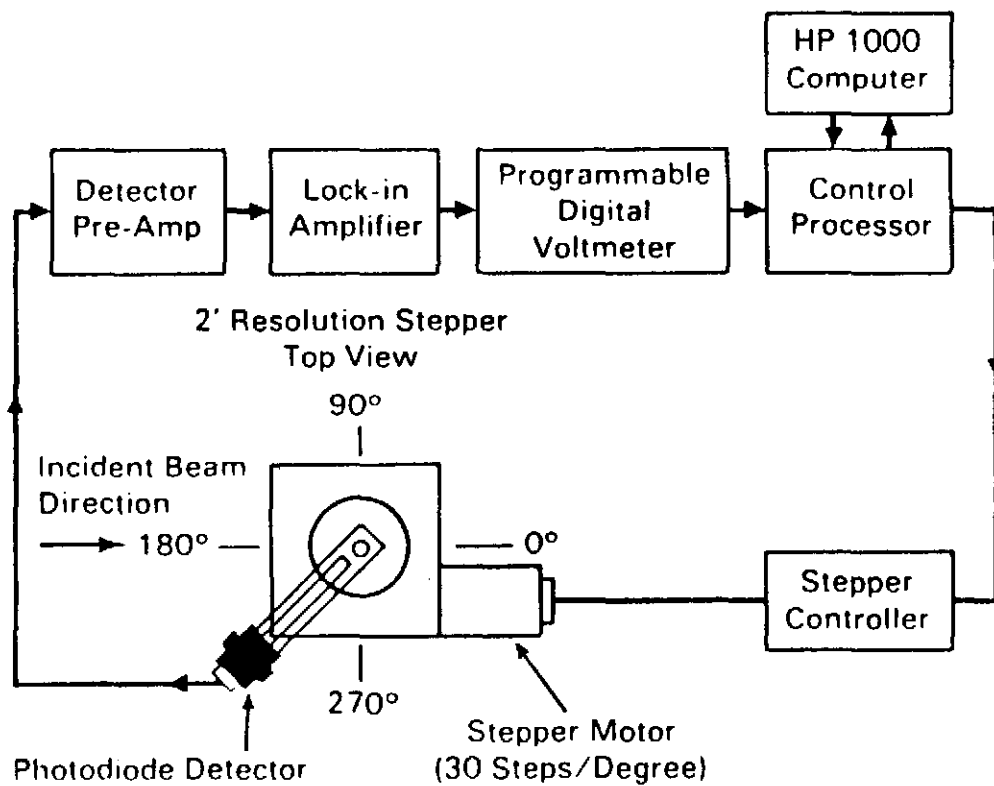 HP 1000
Computer
Detector
Pre-Amp
Lock-in
Amplifier
Programmable
Digital
Voltmeter
Control
Processor
2' Resolution Stepper
Top View
90°
Incident Beam
Direction
180°
0°
Stepper
Controller
270°
Stepper Motor
(30 Steps/Degree)
Photodiode Detector